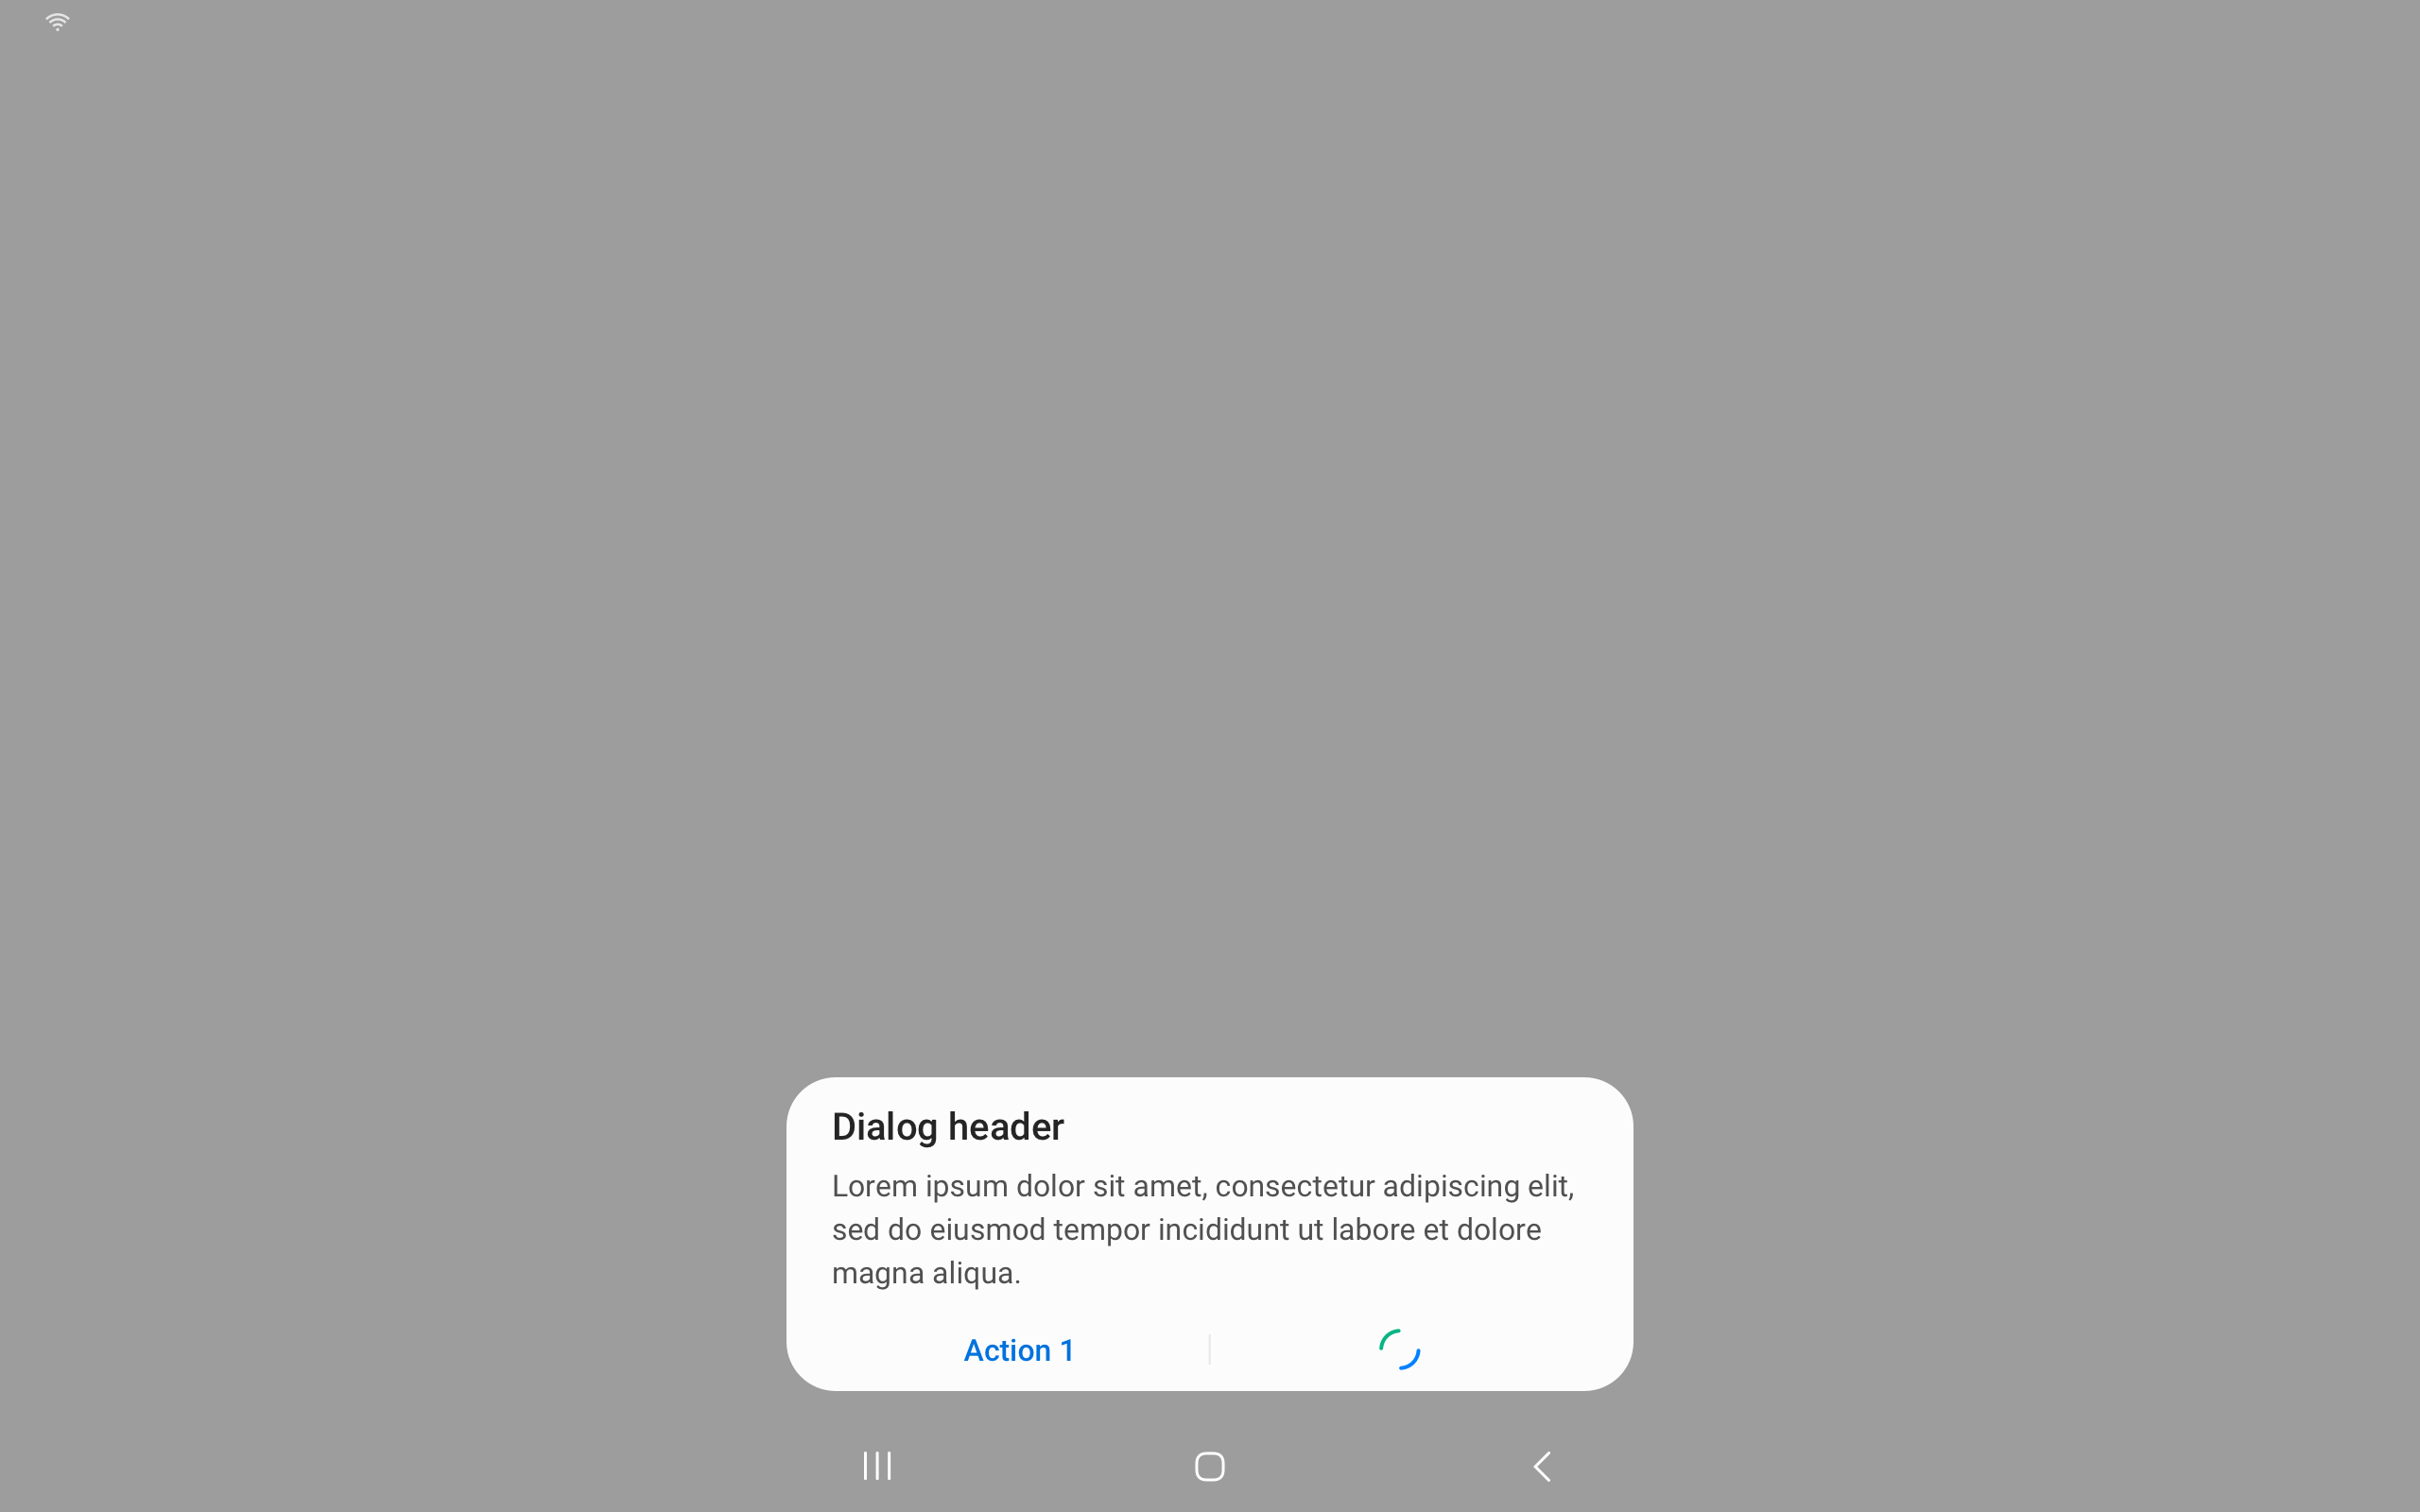 Dialog header
Lorem ipsum dolor sit amet, consectetur adipiscing elit,
sed do eiusmod tempor incididunt ut labore et dolore
magna aliqua.
Action 1